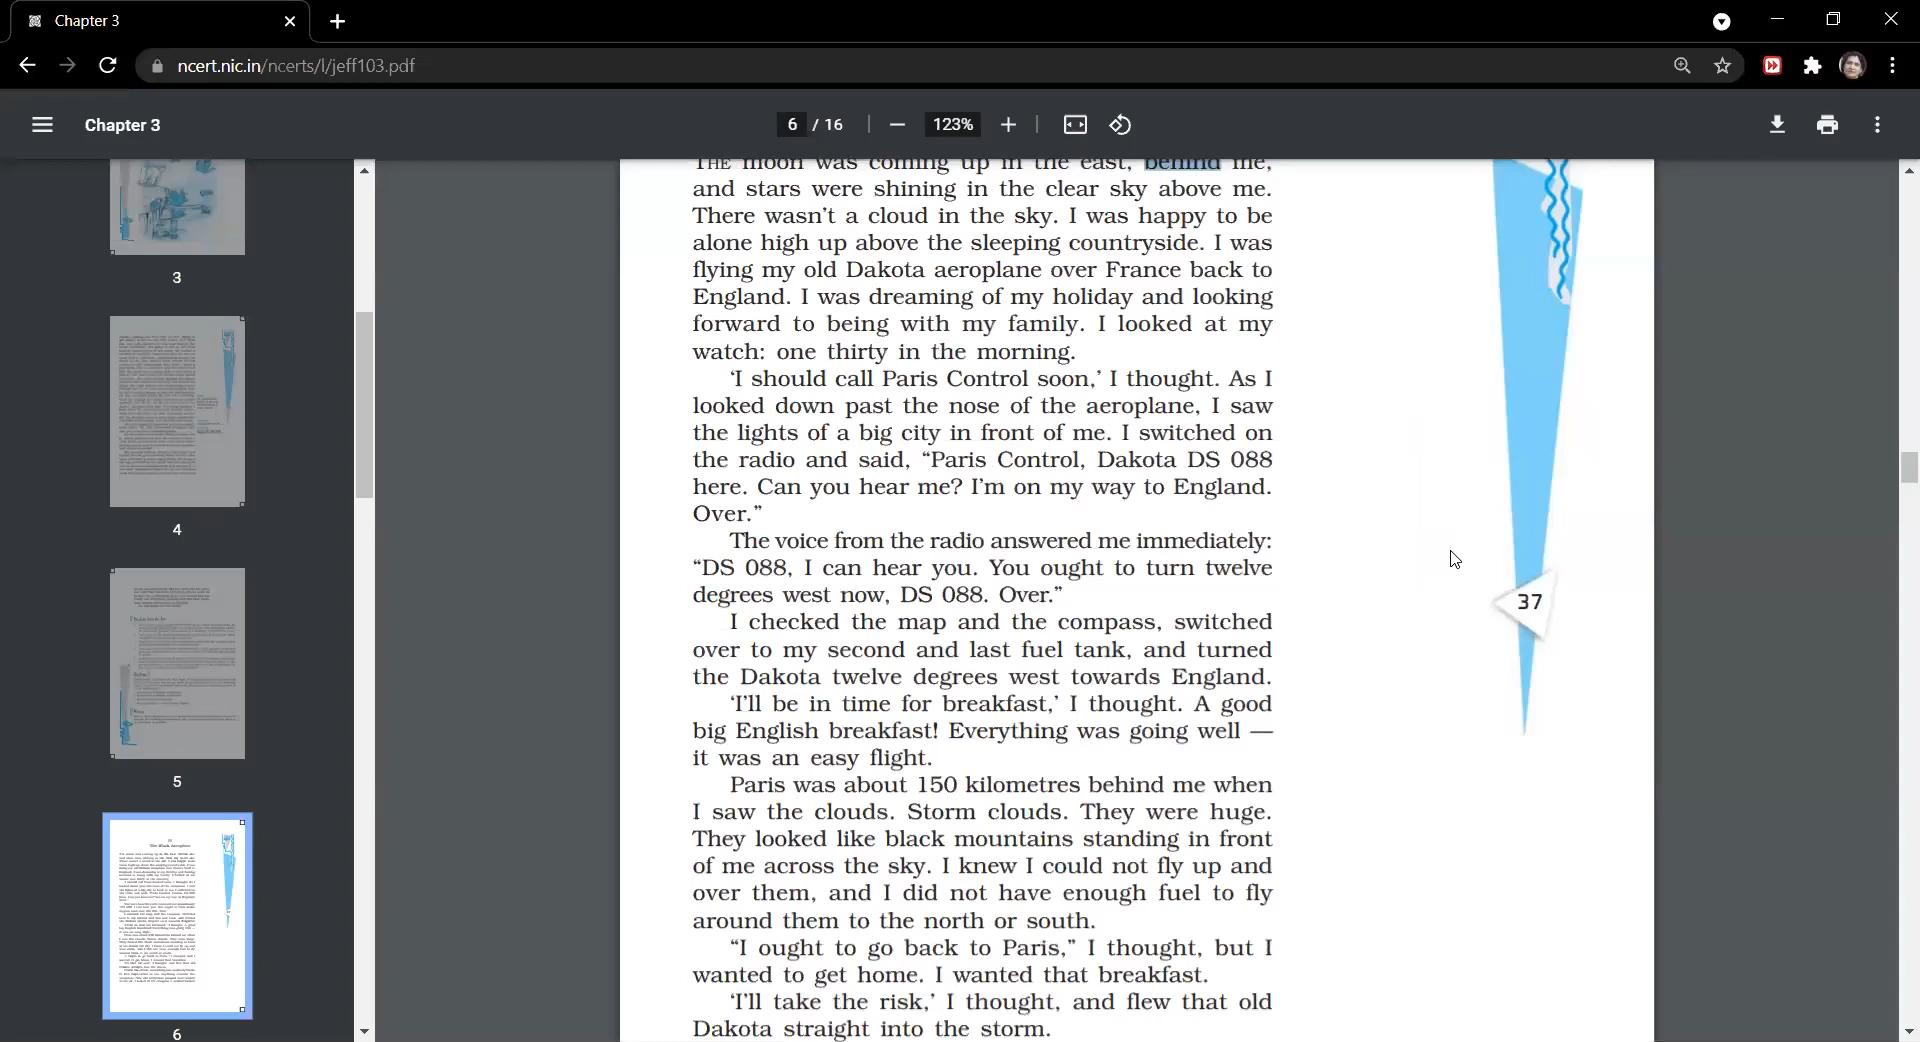 Chapter 3
ncert.nic.in/ncerts/l/jeff103.pdf
Chapter 3
6 / 16
123%
3
4
5
6
THE moon was coming up in the east, behind me,
and stars were shining in the clear sky above me.
There wasn't a cloud in the sky. I was happy to be
alone high up above the sleeping countryside. I was
flying my old Dakota aeroplane over France back to
England. I was dreaming of my holiday and looking
forward to being with my family. I looked at my
watch: one thirty in the morning.
‘I should call Paris Control soon,’ I thought. As I
looked down past the nose of the aeroplane, I saw
the lights of a big city in front of me. I switched on
the radio and said, “Paris Control, Dakota DS 088
here. Can you hear me? I'm on my way to England.
Over.”
The voice from the radio answered me immediately:
“DS 088, I can hear you. You ought to turn twelve
degrees west now, DS 088. Over.”
I checked the map and the compass, switched
over to my second and last fuel tank, and turned
the Dakota twelve degrees west towards England.
‘I'll be in time for breakfast,’ I thought. A good
big English breakfast! Everything was going well —
it was an easy flight.
Paris was about 150 kilometres behind me when
I saw the clouds. Storm clouds. They were huge.
They looked like black mountains standing in front
of me across the sky. I knew I could not fly up and
over them, and I did not have enough fuel to fly
around them to the north or south.
“I ought to go back to Paris,” I thought, but I
wanted to get home. I wanted that breakfast.
‘I'll take the risk,’ I thought, and flew that old
Dakota straight into the storm.
37